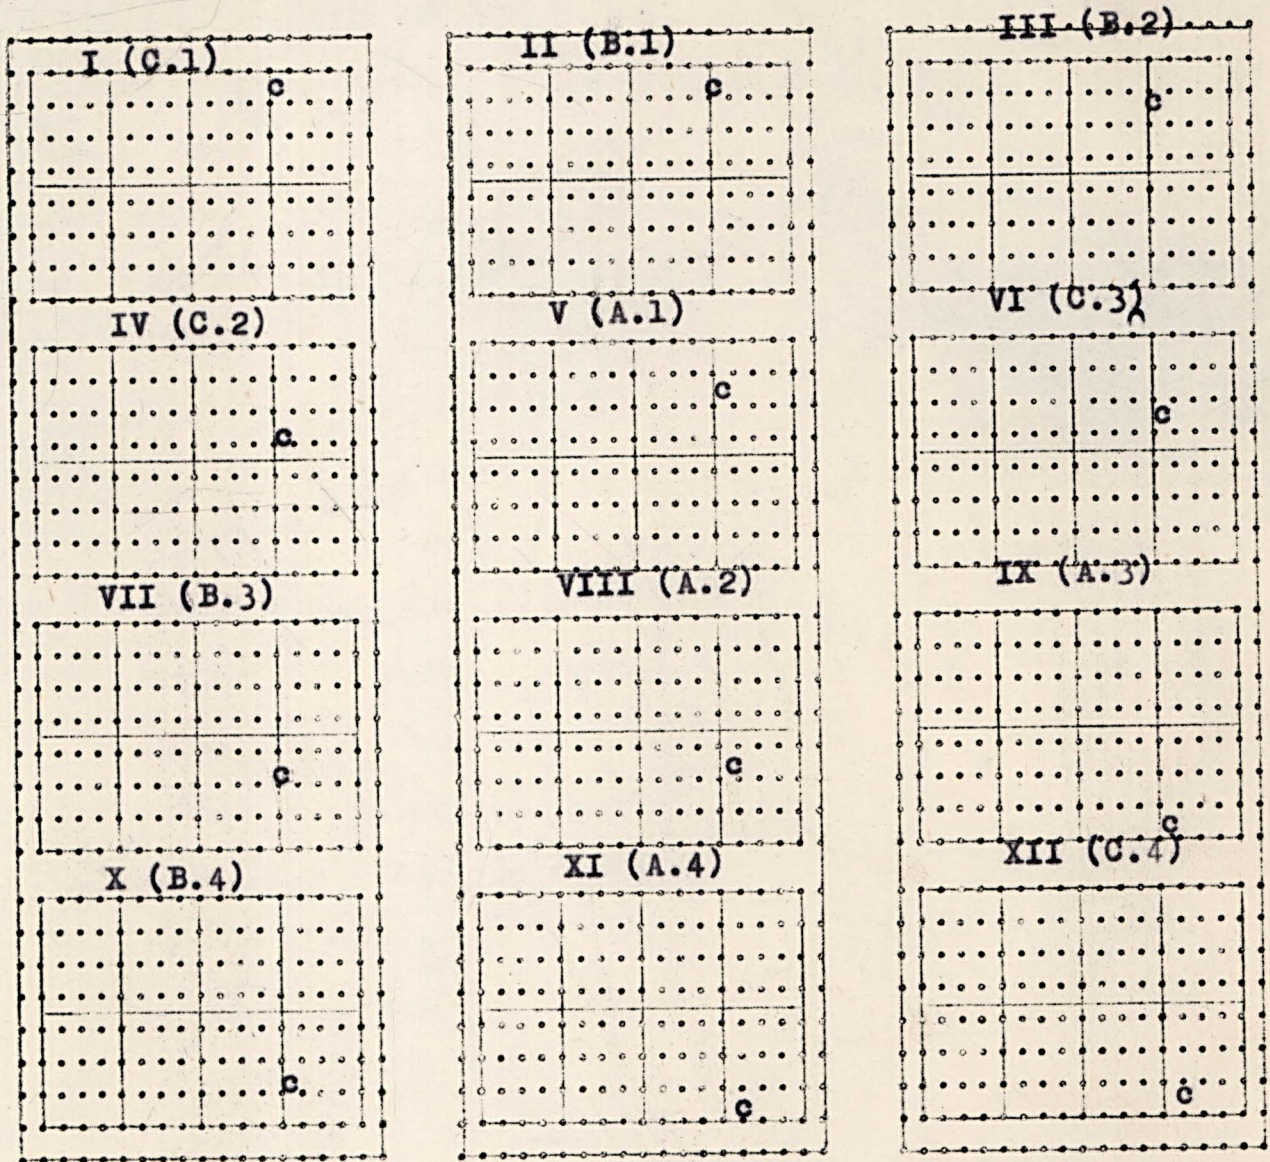 I (C.1) II (B.1) III (B.2)
c c c
IV (C.2) V (A.1) VI (C.3)
c c c
VII (B.3) VIII (A.2) IX (A.3)
c c c
X (B.4) XI (A.4) XII (C.4)
c c c